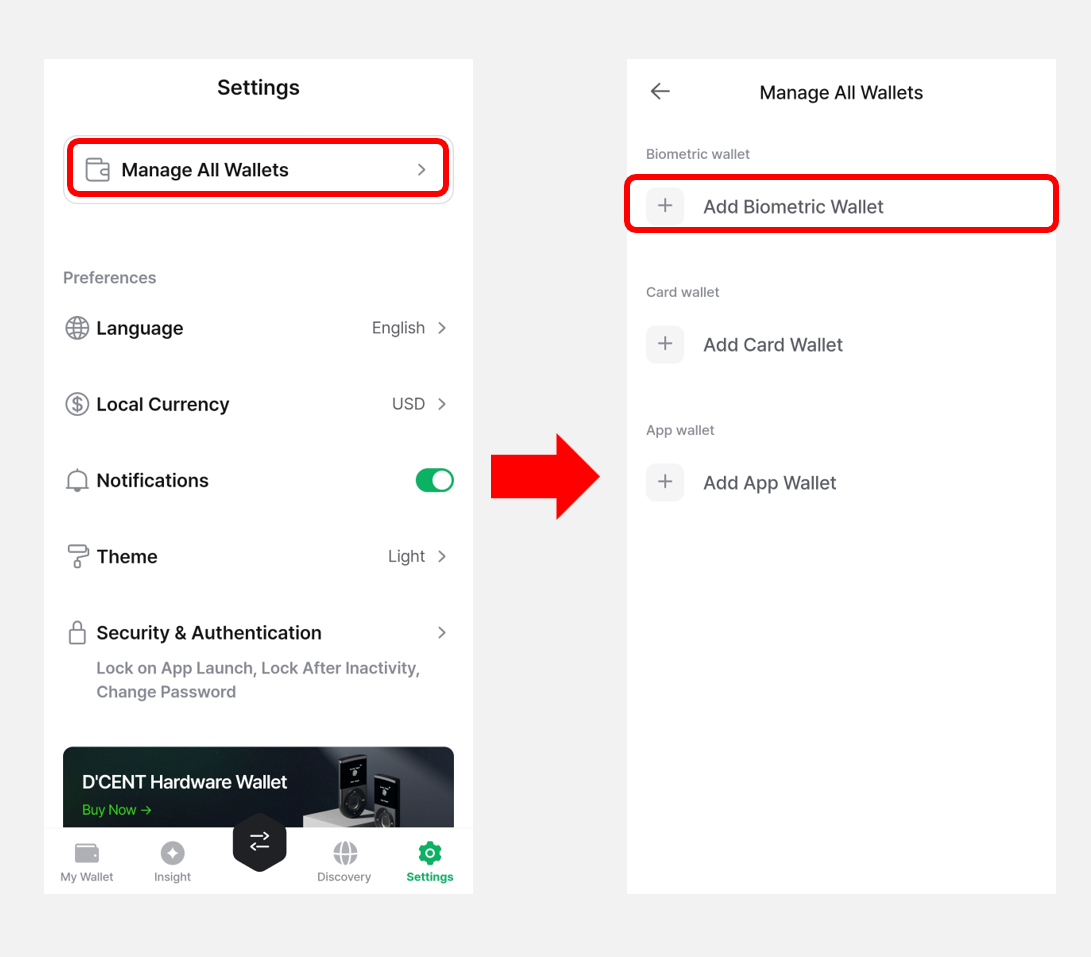 Settings
Manage All Wallets
Preferences
Language English
Local Currency USD
Notifications
Theme Light
Security & Authentication
Lock on App Launch, Lock After Inactivity,
Change Password
D'CENT Hardware Wallet
Buy Now →
My Wallet Insight Discovery Settings
Manage All Wallets
Biometric wallet
Add Biometric Wallet
Card wallet
Add Card Wallet
App wallet
Add App Wallet